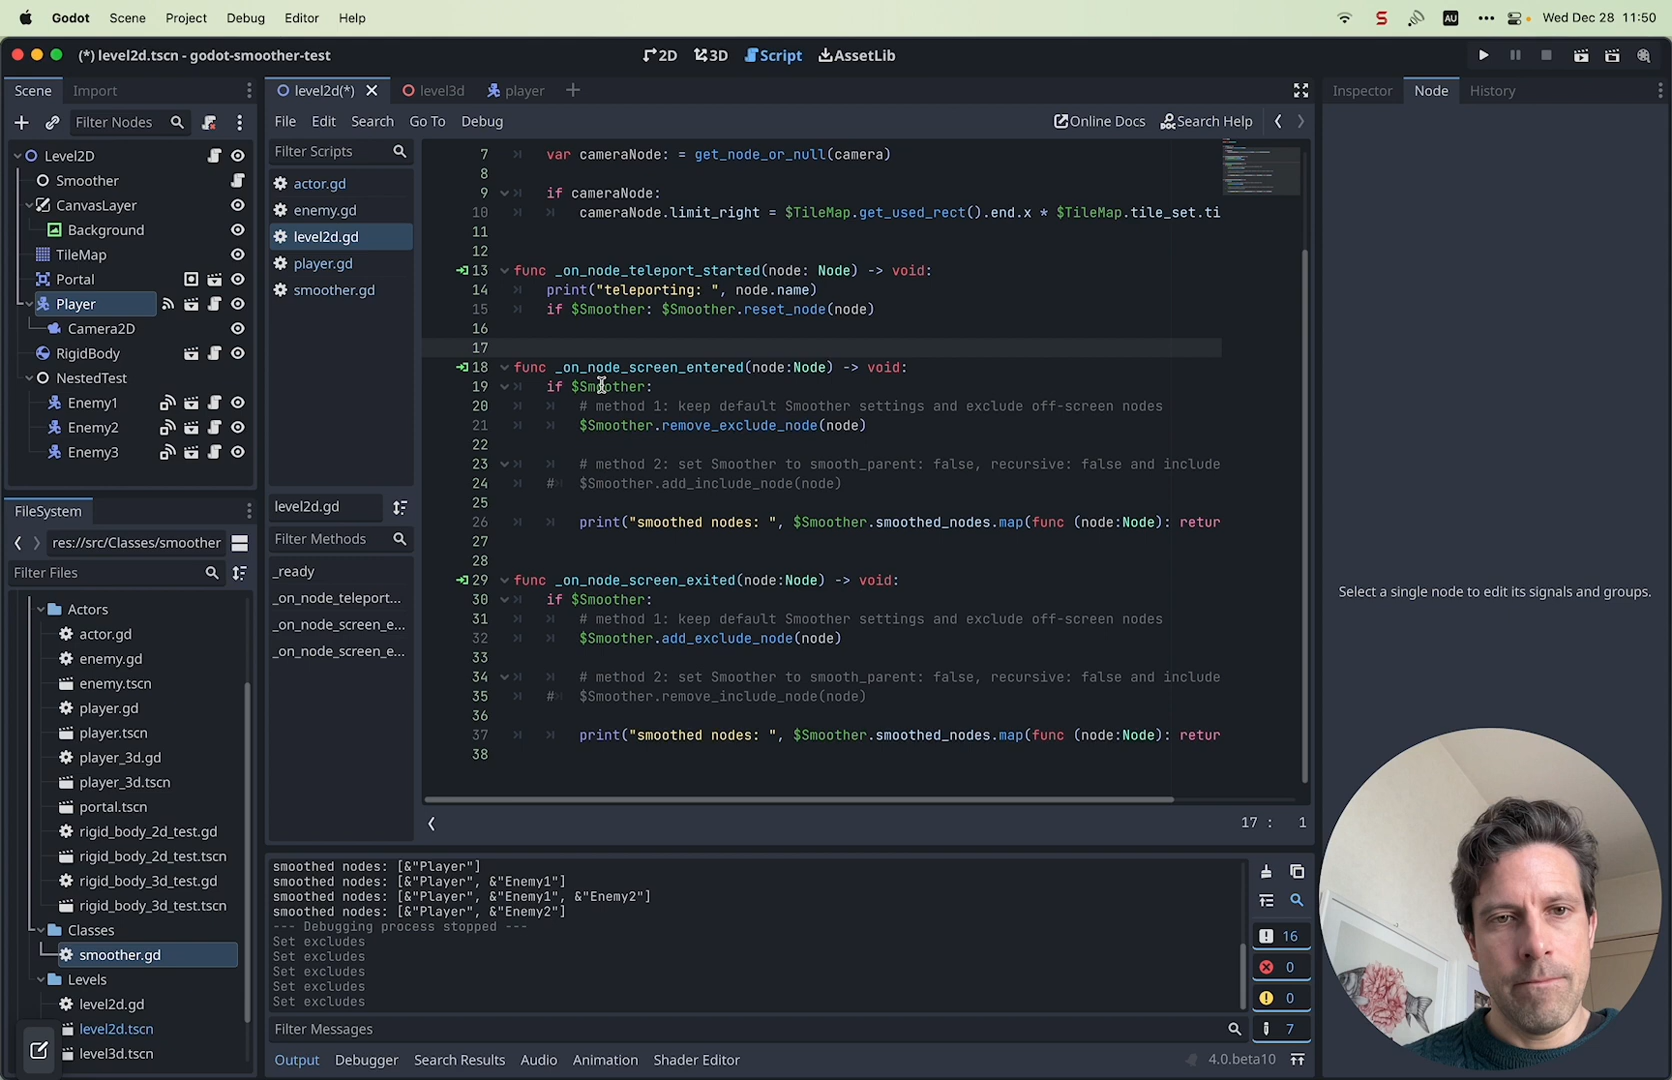 Godot Scene Project Debug Editor Help
AU Wed Dec 28 11:50
(*) level2d.tscn - godot-smoother-test
2D 3D Script AssetLib
Scene Import
level2d(*) level3d player
Inspector Node History
Filter Nodes
File Edit Search Go To Debug
Online Docs Search Help
Level2D
Smoother
CanvasLayer
Background
TileMap
Portal
Player
Camera2D
RigidBody
NestedTest
Enemy1
Enemy2
Enemy3
Filter Scripts
actor.gd
enemy.gd
level2d.gd
player.gd
smoother.gd
level2d.gd
Filter Methods
_ready
_on_node_teleport...
_on_node_screen_e...
_on_node_screen_e...
7 var cameraNode: = get_node_or_null(camera)
8
9 if cameraNode:
10 cameraNode.limit_right = $TileMap.get_used_rect().end.x * $TileMap.tile_set.ti
11
12
13 func _on_node_teleport_started(node: Node) -> void:
14 print("teleporting: ", node.name)
15 if $Smoother: $Smoother.reset_node(node)
16
17
18 func _on_node_screen_entered(node:Node) -> void:
19 if $Smoother:
20 # method 1: keep default Smoother settings and exclude off-screen nodes
21 $Smoother.remove_exclude_node(node)
22
23 # method 2: set Smoother to smooth_parent: false, recursive: false and include
24 # $Smoother.add_include_node(node)
25
26 print("smoothed nodes: ", $Smoother.smoothed_nodes.map(func (node:Node): retur
27
28
29 func _on_node_screen_exited(node:Node) -> void:
30 if $Smoother:
31 # method 1: keep default Smoother settings and exclude off-screen nodes
32 $Smoother.add_exclude_node(node)
33
34 # method 2: set Smoother to smooth_parent: false, recursive: false and include
35 # $Smoother.remove_include_node(node)
36
37 print("smoothed nodes: ", $Smoother.smoothed_nodes.map(func (node:Node): retur
38
17 : 1
Select a single node to edit its signals and groups.
FileSystem
res://src/Classes/smoother
Filter Files
Actors
actor.gd
enemy.gd
enemy.tscn
player.gd
player.tscn
player_3d.gd
player_3d.tscn
portal.tscn
rigid_body_2d_test.gd
rigid_body_2d_test.tscn
rigid_body_3d_test.gd
rigid_body_3d_test.tscn
Classes
smoother.gd
Levels
level2d.gd
level2d.tscn
level3d.tscn
smoothed nodes: [&"Player"]
smoothed nodes: [&"Player", &"Enemy1"]
smoothed nodes: [&"Player", &"Enemy1", &"Enemy2"]
smoothed nodes: [&"Player", &"Enemy2"]
--- Debugging process stopped ---
Set excludes
Set excludes
Set excludes
Set excludes
Set excludes
16
0
0
7
Filter Messages
Output Debugger Search Results Audio Animation Shader Editor
4.0.beta10